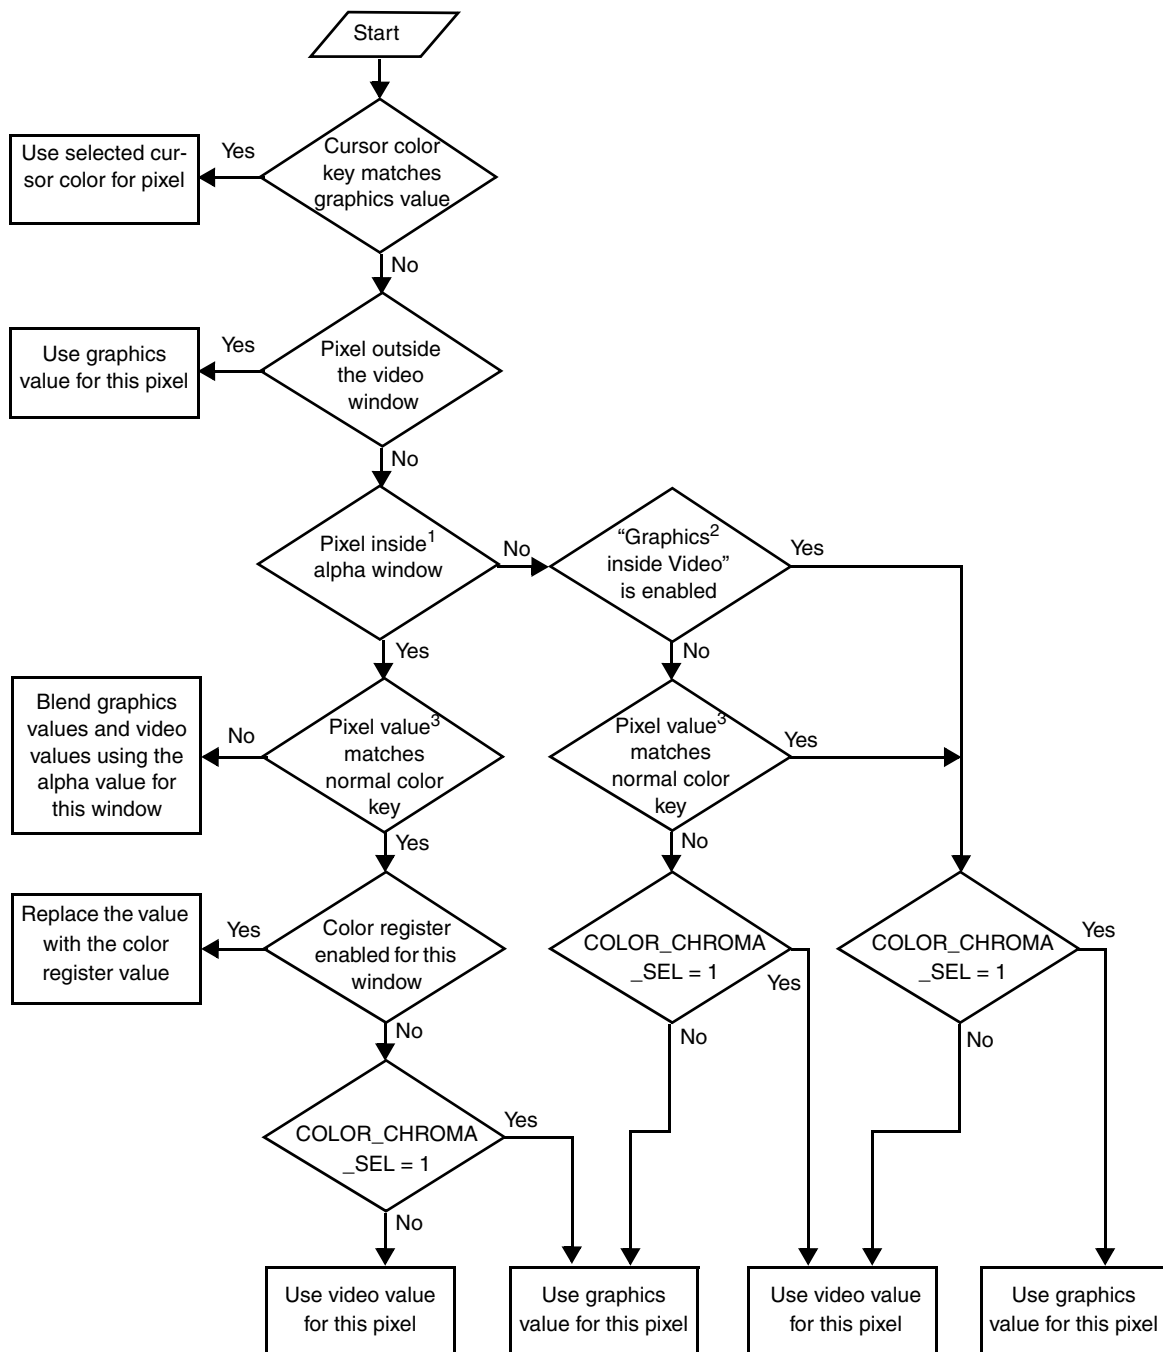 Start
Cursor color
key matches
graphics value
Yes
Use selected cur-
sor color for pixel
No
Pixel outside
the video
window
Yes
Use graphics
value for this pixel
No
Pixel inside1
alpha window
No
“Graphics2
inside Video”
is enabled
Yes
Yes
No
Blend graphics
values and video
values using the
alpha value for
this window
No
Pixel value3
matches
normal color
key
Pixel value3
matches
normal color
key
Yes
Yes
No
Replace the value
with the color
register value
Yes
Color register
enabled for this
window
COLOR_CHROMA
_SEL = 1
Yes
COLOR_CHROMA
_SEL = 1
Yes
No
No
No
COLOR_CHROMA
_SEL = 1
Yes
No
Use video value
for this pixel
Use graphics
value for this pixel
Use video value
for this pixel
Use graphics
value for this pixel